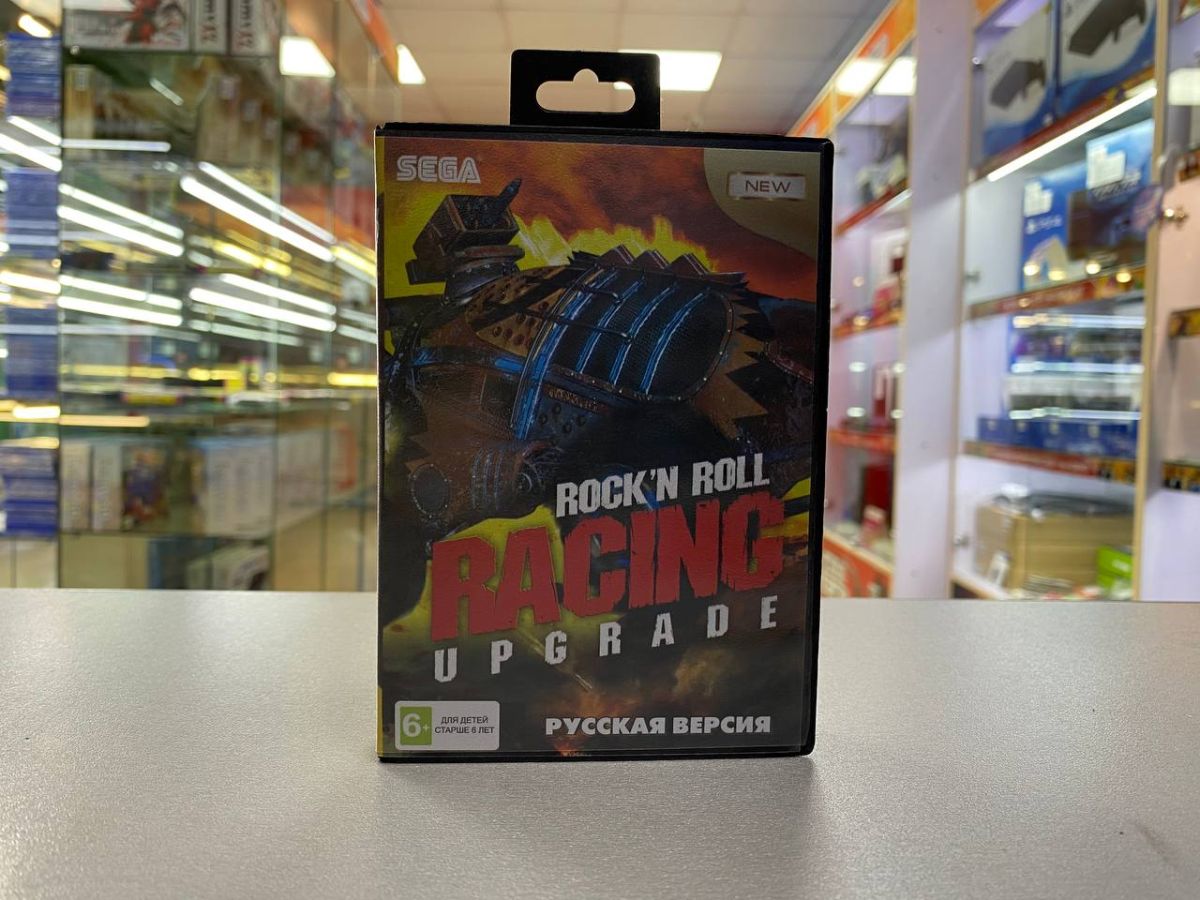 SEGA
NEW
ROCK'N ROLL
RACING
UPGRADE
6+
ДЛЯ ДЕТЕЙ
СТАРШЕ 6 ЛЕТ
РУССКАЯ ВЕРСИЯ